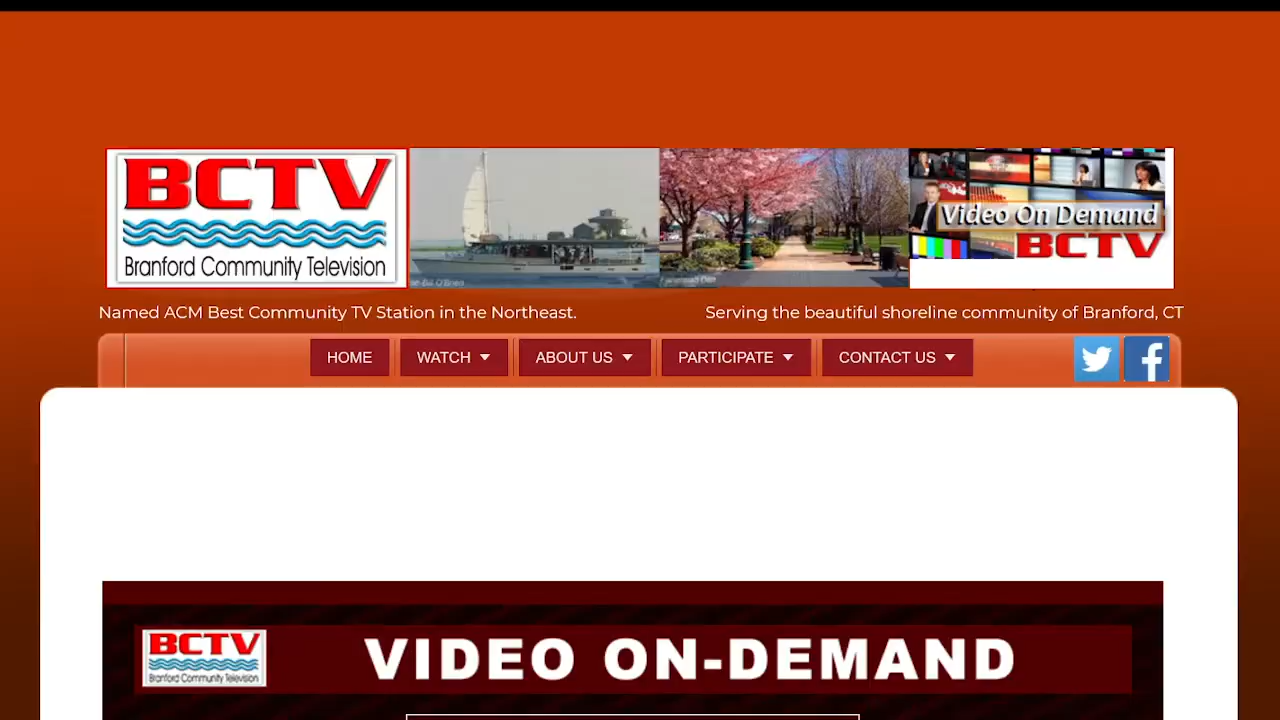 BCTV
Branford Community Television
Video On Demand
BCTV
Named ACM Best Community TV Station in the Northeast.
Serving the beautiful shoreline community of Branford, CT
HOME
WATCH
ABOUT US
PARTICIPATE
CONTACT US
BCTV
Branford Community Television
VIDEO ON-DEMAND